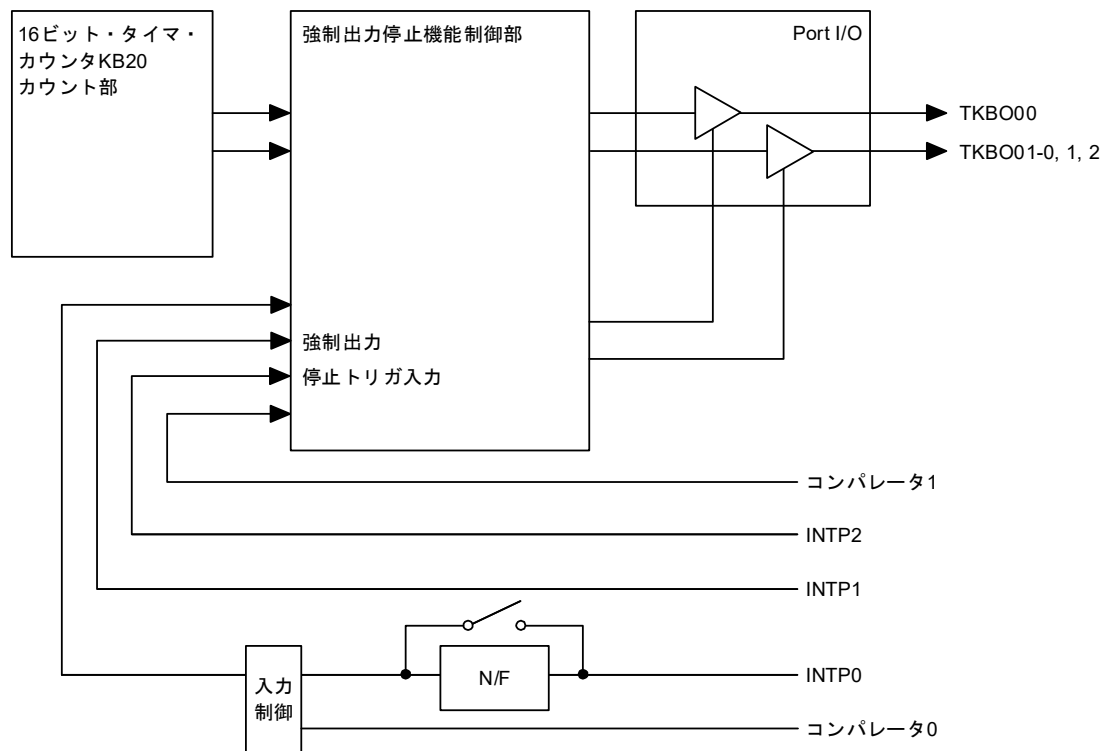 16ビット・タイマ・
カウンタKB20
カウント部
強制出力停止機能制御部
Port I/O
TKBO00
TKBO01-0, 1, 2
強制出力
停止トリガ入力
コンパレータ1
INTP2
INTP1
N/F
INTP0
入力
制御
コンパレータ0